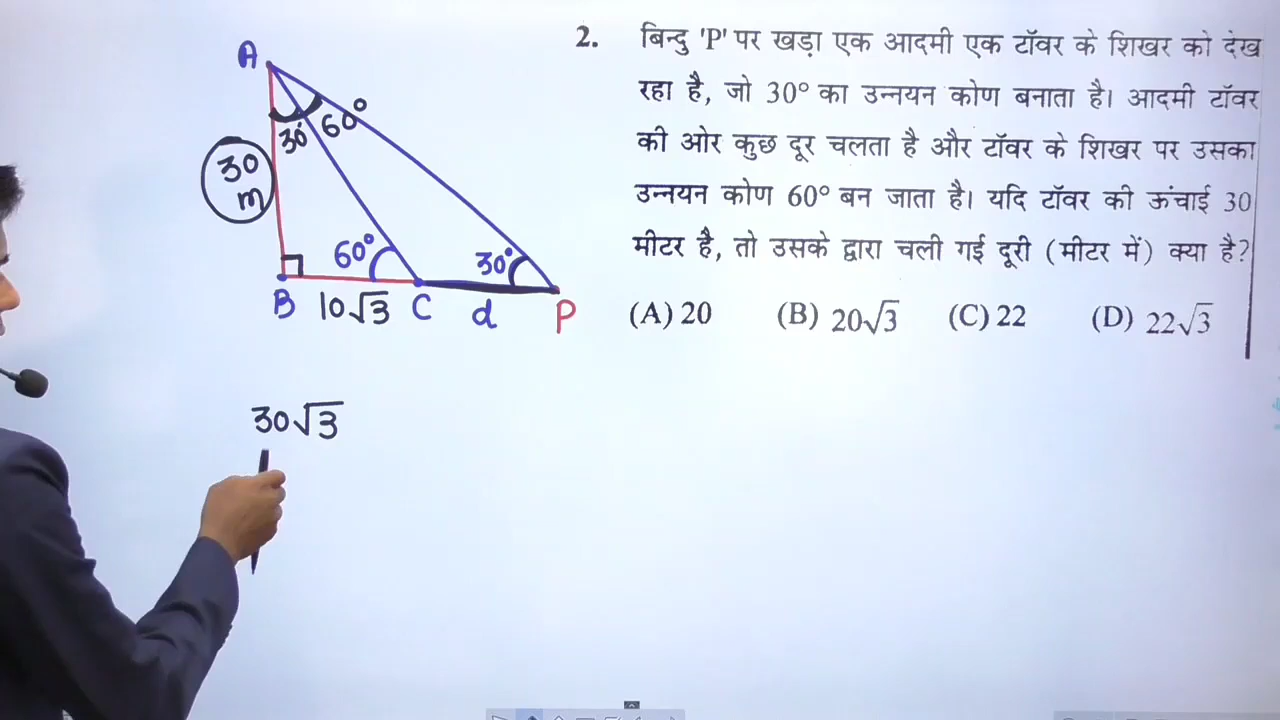 2. बिन्दु 'P' पर खड़ा एक आदमी एक टॉवर के शिखर को देख
रहा है, जो 30° का उन्नयन कोण बनाता है। आदमी टॉवर
की ओर कुछ दूर चलता है और टॉवर के शिखर पर उसका
उन्नयन कोण 60° बन जाता है। यदि टॉवर की ऊंचाई 30
मीटर है, तो उसके द्वारा चली गई दूरी (मीटर में) क्या है?
(A) 20 (B) 20√3 (C) 22 (D) 22√3
A
30° 60°
30
m
60° 30°
B 10√3 C d P
30√3